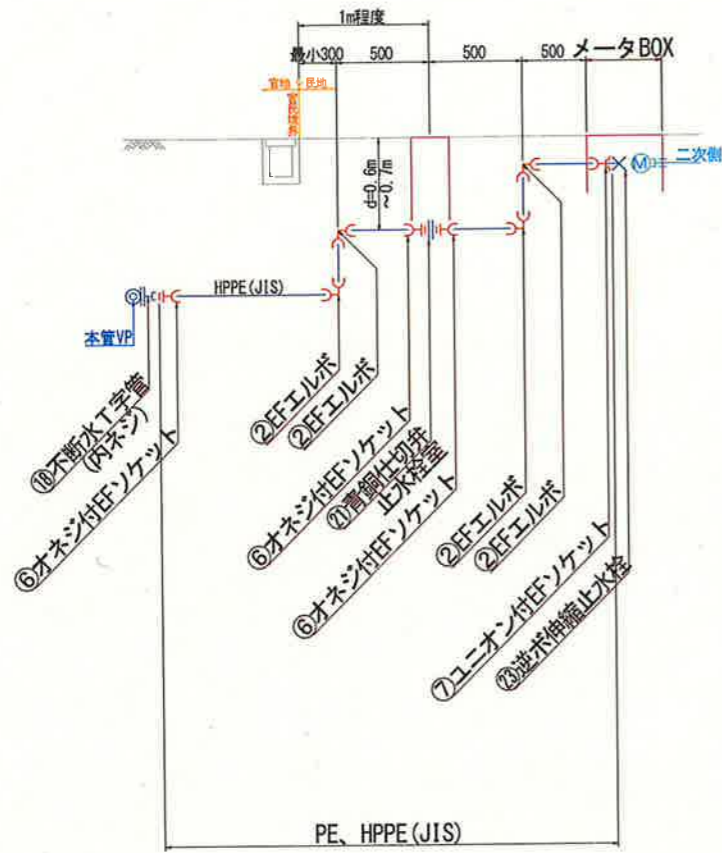 1m程度
最小300
500
500
500
メータBOX
官地
民地
官民境界
d=0.6m
~0.7m
M
二次側
HPPE(JIS)
本管VP
⑱不断水T字管
(内ネジ)
⑥オネジ付EFソケット
②EFエルボ
②EFエルボ
⑥オネジ付EFソケット
㉑青銅仕切弁
止水栓室
⑥オネジ付EFソケット
②EFエルボ
②EFエルボ
⑦ユニオン付EFソケット
㉓逆ボ伸縮止水栓
PE、HPPE(JIS)